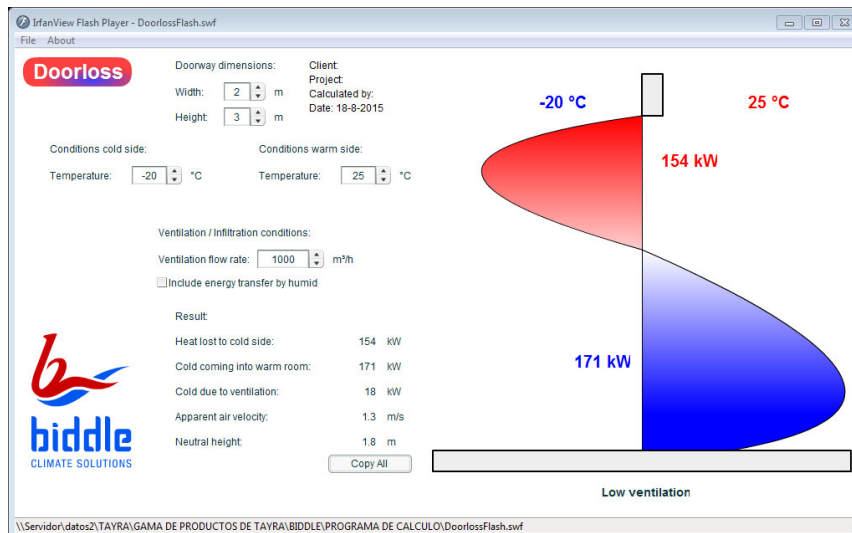 IrfanView Flash Player - DoorlossFlash.swf
File About
Doorloss
Doorway dimensions:
Width: 2 m
Height: 3 m
Client:
Project:
Calculated by:
Date: 18-8-2015
-20 °C
25 °C
Conditions cold side:
Conditions warm side:
Temperature: -20 °C
Temperature: 25 °C
154 kW
Ventilation / Infiltration conditions:
Ventilation flow rate: 1000 m³/h
Include energy transfer by humid
Result:
Heat lost to cold side: 154 kW
Cold coming into warm room: 171 kW
Cold due to ventilation: 18 kW
Apparent air velocity: 1.3 m/s
Neutral height: 1.8 m
Copy All
171 kW
biddle
CLIMATE SOLUTIONS
Low ventilation
\\Servidor\datos2\TAYRA\GAMA DE PRODUCTOS DE TAYRA\BIDDLE\PROGRAMA DE CALCULO\DoorlossFlash.swf